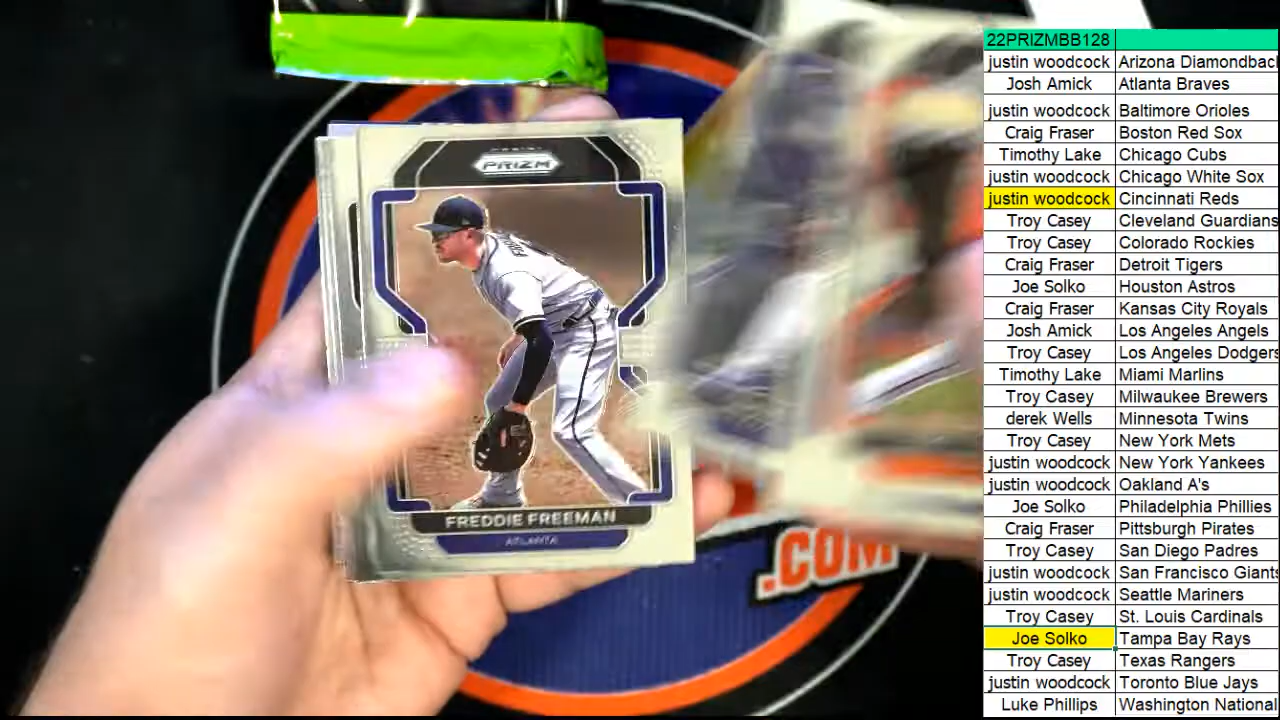 PRIZM
FREDDIE FREEMAN
ATLANTA
.COM
22PRIZMBB128
justin woodcock Arizona Diamondbac
Josh Amick Atlanta Braves
justin woodcock Baltimore Orioles
Craig Fraser Boston Red Sox
Timothy Lake Chicago Cubs
justin woodcock Chicago White Sox
justin woodcock Cincinnati Reds
Troy Casey Cleveland Guardians
Troy Casey Colorado Rockies
Craig Fraser Detroit Tigers
Joe Solko Houston Astros
Craig Fraser Kansas City Royals
Josh Amick Los Angeles Angels
Troy Casey Los Angeles Dodgers
Timothy Lake Miami Marlins
Troy Casey Milwaukee Brewers
derek Wells Minnesota Twins
Troy Casey New York Mets
justin woodcock New York Yankees
justin woodcock Oakland A's
Joe Solko Philadelphia Phillies
Craig Fraser Pittsburgh Pirates
Troy Casey San Diego Padres
justin woodcock San Francisco Giants
justin woodcock Seattle Mariners
Troy Casey St. Louis Cardinals
Joe Solko Tampa Bay Rays
Troy Casey Texas Rangers
justin woodcock Toronto Blue Jays
Luke Phillips Washington National